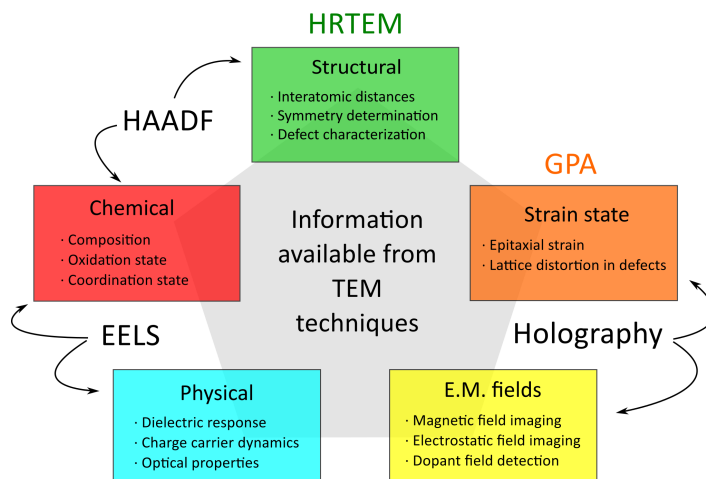 HRTEM
Structural
· Interatomic distances
· Symmetry determination
· Defect characterization
HAADF
GPA
Chemical
· Composition
· Oxidation state
· Coordination state
Information
available from
TEM
techniques
Strain state
· Epitaxial strain
· Lattice distortion in defects
EELS
Holography
Physical
· Dielectric response
· Charge carrier dynamics
· Optical properties
E.M. fields
· Magnetic field imaging
· Electrostatic field imaging
· Dopant field detection